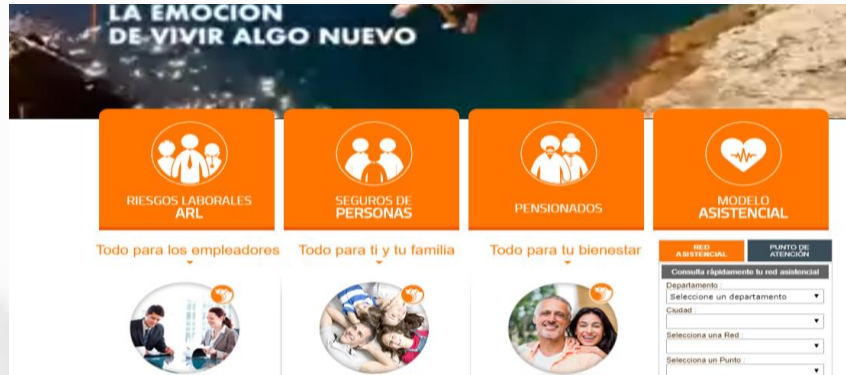 LA EMOCIÓN
DE VIVIR ALGO NUEVO
RIESGOS LABORALES
ARL
SEGUROS DE
PERSONAS
PENSIONADOS
MODELO
ASISTENCIAL
Todo para los empleadores
Todo para ti y tu familia
Todo para tu bienestar
RED
ASISTENCIAL
PUNTO DE
ATENCIÓN
Consulta rápidamente tu red asistencial
Departamento :
Seleccione un departamento
Ciudad :
Selecciona una Red :
Selecciona un Punto :